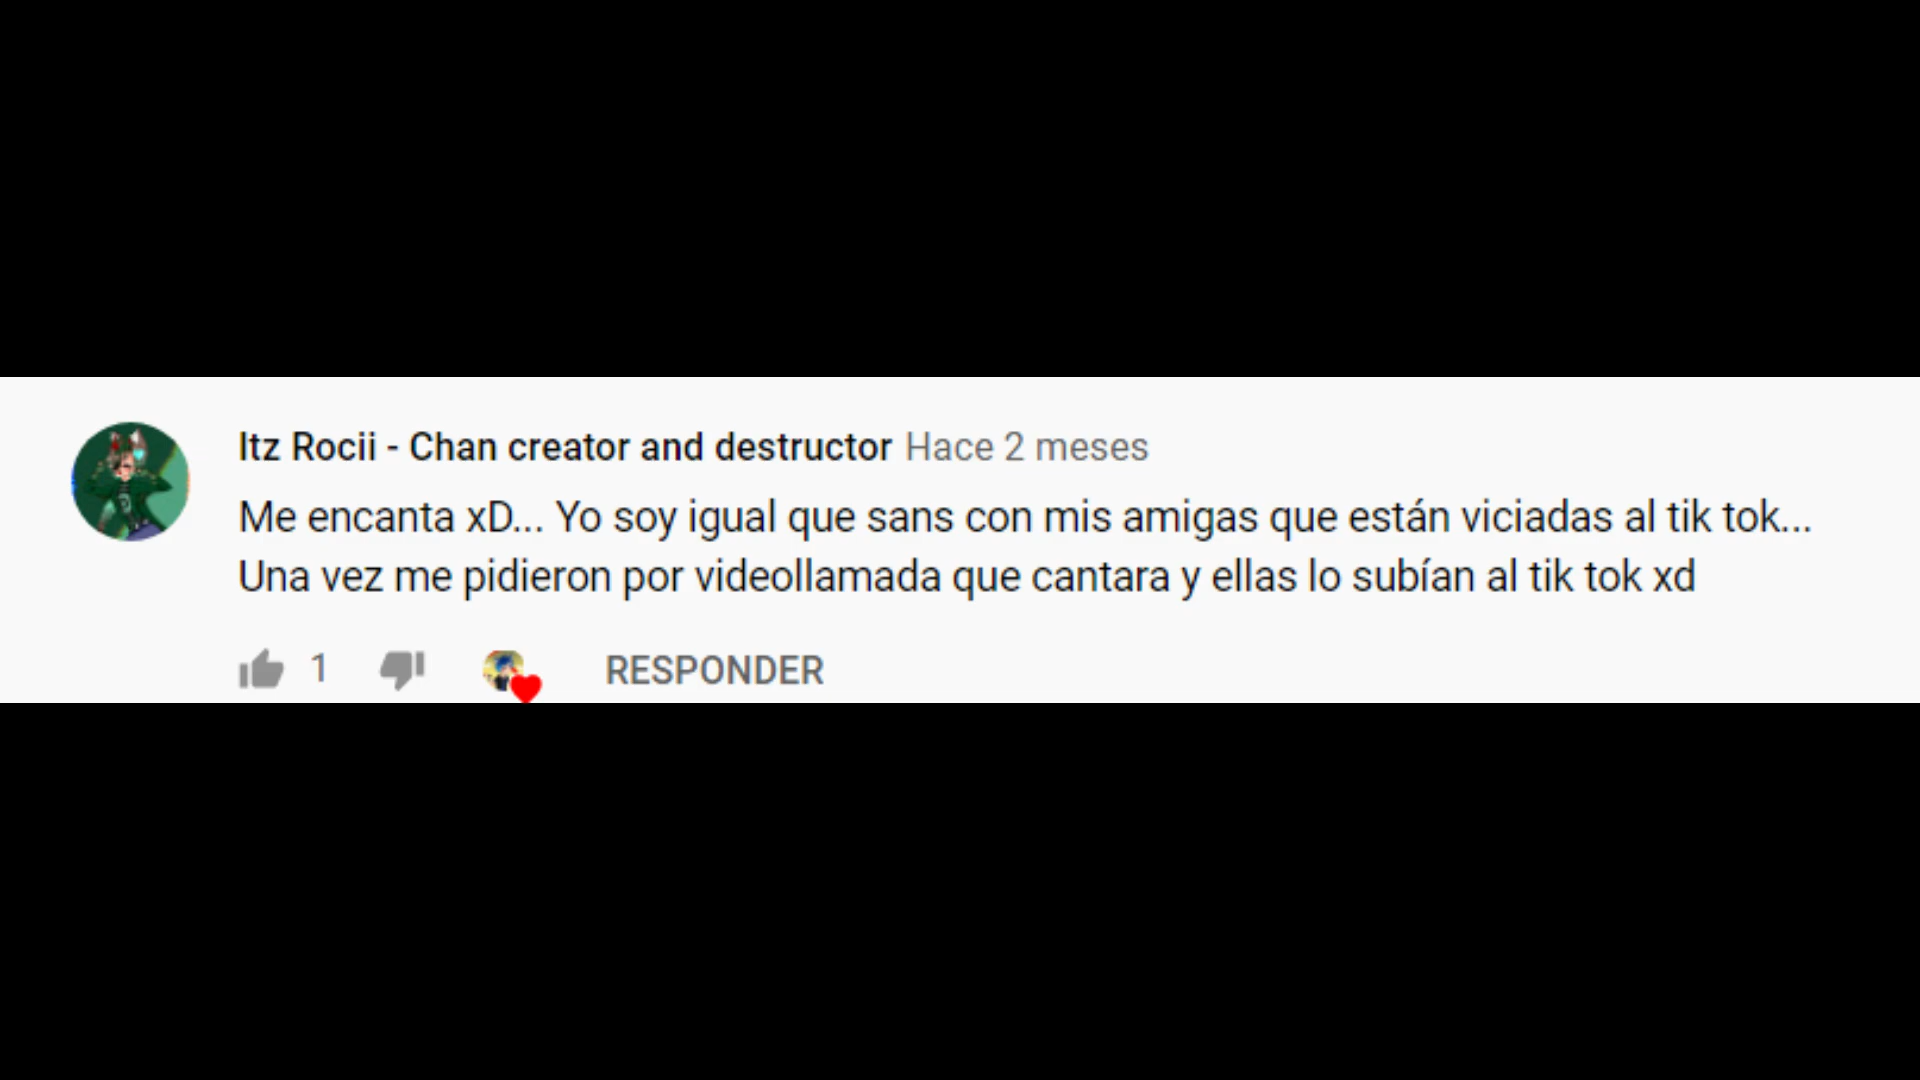 Itz Rocii - Chan creator and destructor Hace 2 meses
Me encanta xD... Yo soy igual que sans con mis amigas que están viciadas al tik tok...
Una vez me pidieron por videollamada que cantara y ellas lo subían al tik tok xd
1 RESPONDER